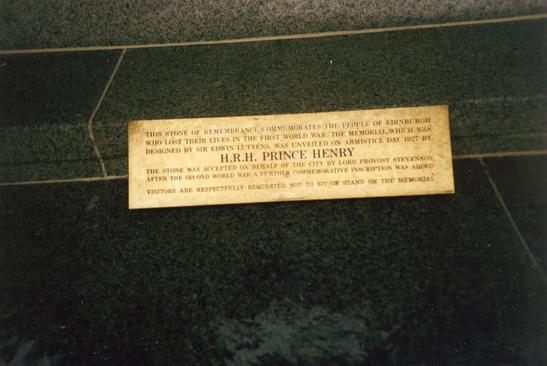 THIS STONE OF REMEMBRANCE COMMEMORATES THE PEOPLE OF EDINBURGH
WHO LOST THEIR LIVES IN THE FIRST WORLD WAR. THE MEMORIAL, WHICH WAS
DESIGNED BY SIR EDWIN LUTYENS, WAS UNVEILED ON ARMISTICE DAY 1927 BY
H.R.H. PRINCE HENRY
THE STONE WAS ACCEPTED ON BEHALF OF THE CITY BY LORD PROVOST STEVENSON
AFTER THE SECOND WORLD WAR A FURTHER COMMEMORATIVE INSCRIPTION WAS ADDED
VISITORS ARE RESPECTFULLY REQUESTED NOT TO SIT OR STAND ON THE MEMORIAL